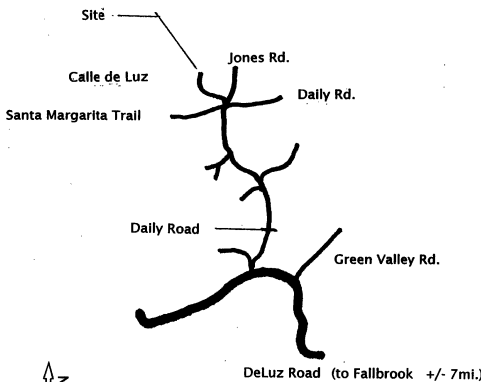 Site
Jones Rd.
Calle de Luz
Daily Rd.
Santa Margarita Trail
Daily Road
Green Valley Rd.
DeLuz Road (to Fallbrook +/- 7mi.)
N